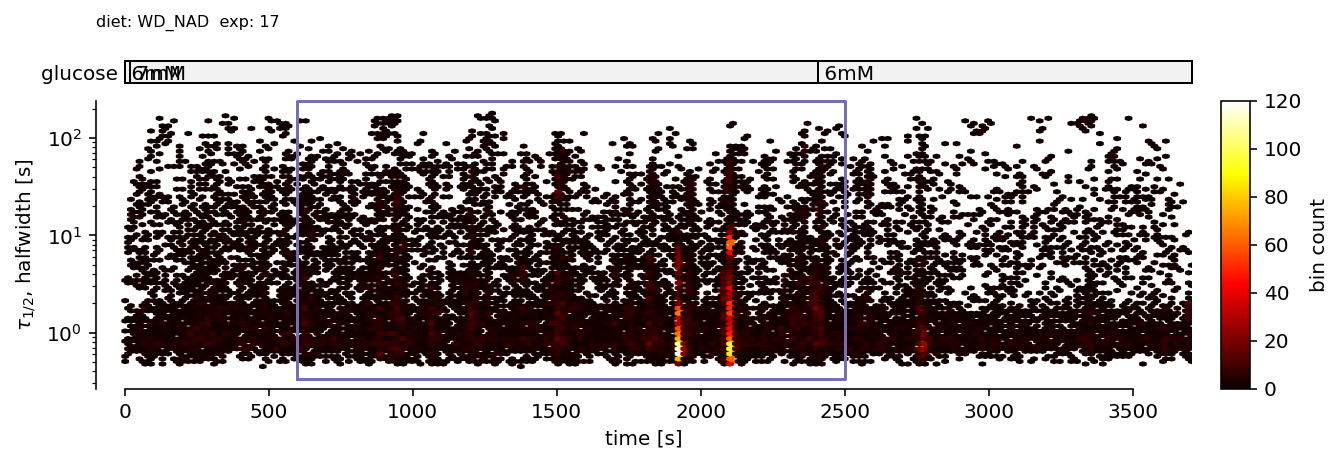 diet: WD_NAD  exp: 17
glucose 6mM 7mM 6mM
τ1/2, halfwidth [s]
10²
10¹
10⁰
0 500 1000 1500 2000 2500 3000 3500
time [s]
120
100
80
60
40
20
0
bin count